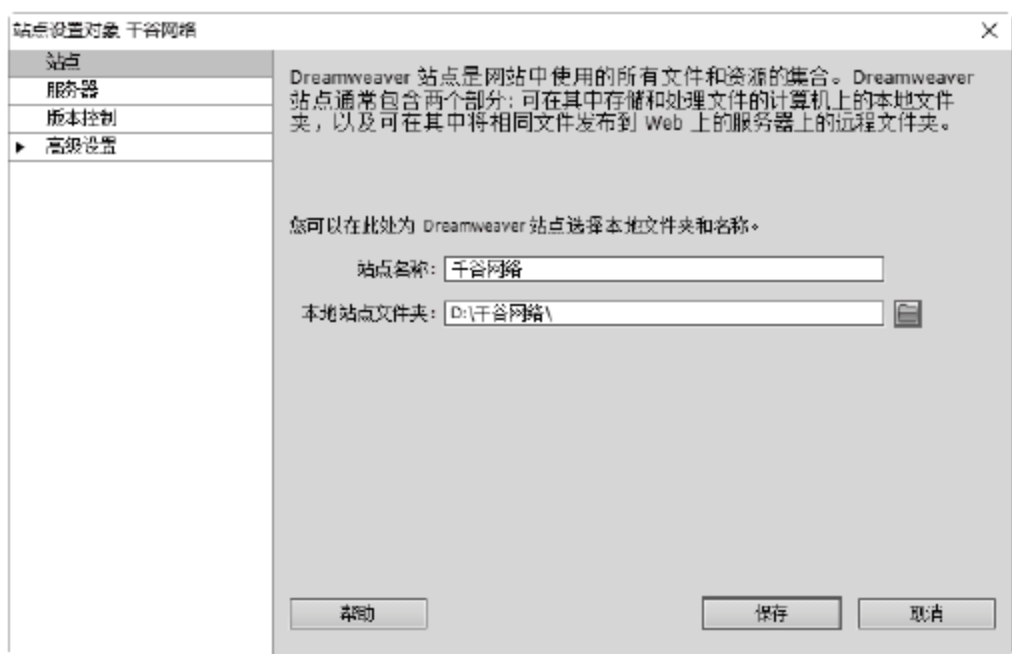 站点设置对象 千谷网络
站点
服务器
版本控制
高级设置
Dreamweaver 站点是网站中使用的所有文件和资源的集合。Dreamweaver
站点通常包含两个部分：可在其中存储和处理文件的计算机上的本地文件
夹，以及可在其中将相同文件发布到 Web 上的服务器上的远程文件夹。
您可以在此处为 Dreamweaver 站点选择本地文件夹和名称。
站点名称： 千谷网络
本地站点文件夹： D:\千谷网络\
帮助 保存 取消